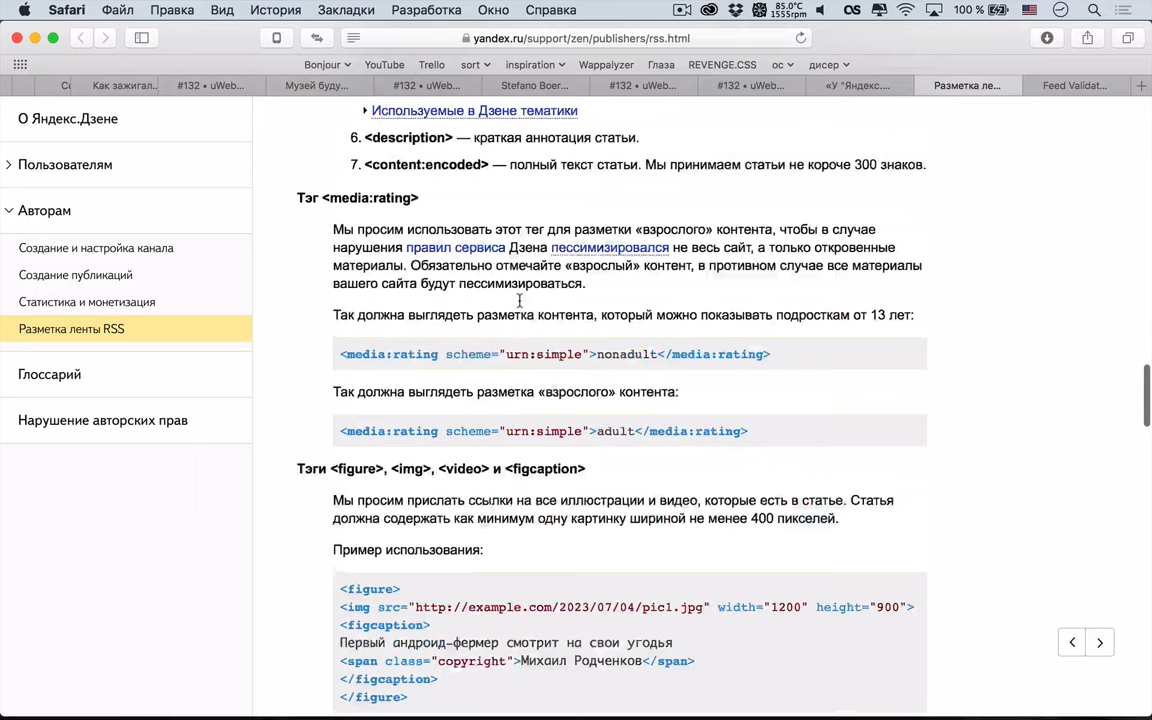 Safari Файл Правка Вид История Закладки Разработка Окно Справка 85.0°C 1555rpm 100 %
yandex.ru/support/zen/publishers/rss.html
Bonjour YouTube Trello sort inspiration Wappalyzer Глаза REVENGE.CSS ос дисер
Как зажигал... #132 • uWeb... Музей буду... #132 • uWeb... Stefano Boer... #132 • uWeb... #132 • uWeb... «У "Яндекс.... Разметка ле... Feed Validat...
О Яндекс.Дзене
Пользователям
Авторам
Создание и настройка канала
Создание публикаций
Статистика и монетизация
Разметка ленты RSS
Глоссарий
Нарушение авторских прав
Используемые в Дзене тематики
6. <description> — краткая аннотация статьи.
7. <content:encoded> — полный текст статьи. Мы принимаем статьи не короче 300 знаков.
Тэг <media:rating>
Мы просим использовать этот тег для разметки «взрослого» контента, чтобы в случае
нарушения правил сервиса Дзена пессимизировался не весь сайт, а только откровенные
материалы. Обязательно отмечайте «взрослый» контент, в противном случае все материалы
вашего сайта будут пессимизироваться.
Так должна выглядеть разметка контента, который можно показывать подросткам от 13 лет:
<media:rating scheme="urn:simple">nonadult</media:rating>
Так должна выглядеть разметка «взрослого» контента:
<media:rating scheme="urn:simple">adult</media:rating>
Тэги <figure>, <img>, <video> и <figcaption>
Мы просим прислать ссылки на все иллюстрации и видео, которые есть в статье. Статья
должна содержать как минимум одну картинку шириной не менее 400 пикселей.
Пример использования:
<figure>
<img src="http://example.com/2023/07/04/pic1.jpg" width="1200" height="900">
<figcaption>
Первый андроид-фермер смотрит на свои угодья
<span class="copyright">Михаил Родченков</span>
</figcaption>
</figure>